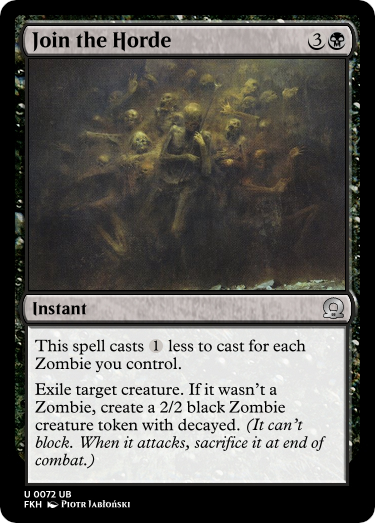 Join the Horde 3
Instant
This spell casts 1 less to cast for each
Zombie you control.
Exile target creature. If it wasn't a
Zombie, create a 2/2 black Zombie
creature token with decayed. (It can't
block. When it attacks, sacrifice it at end of
combat.)
U 0072 UB
FKH Piotr Jabłoński